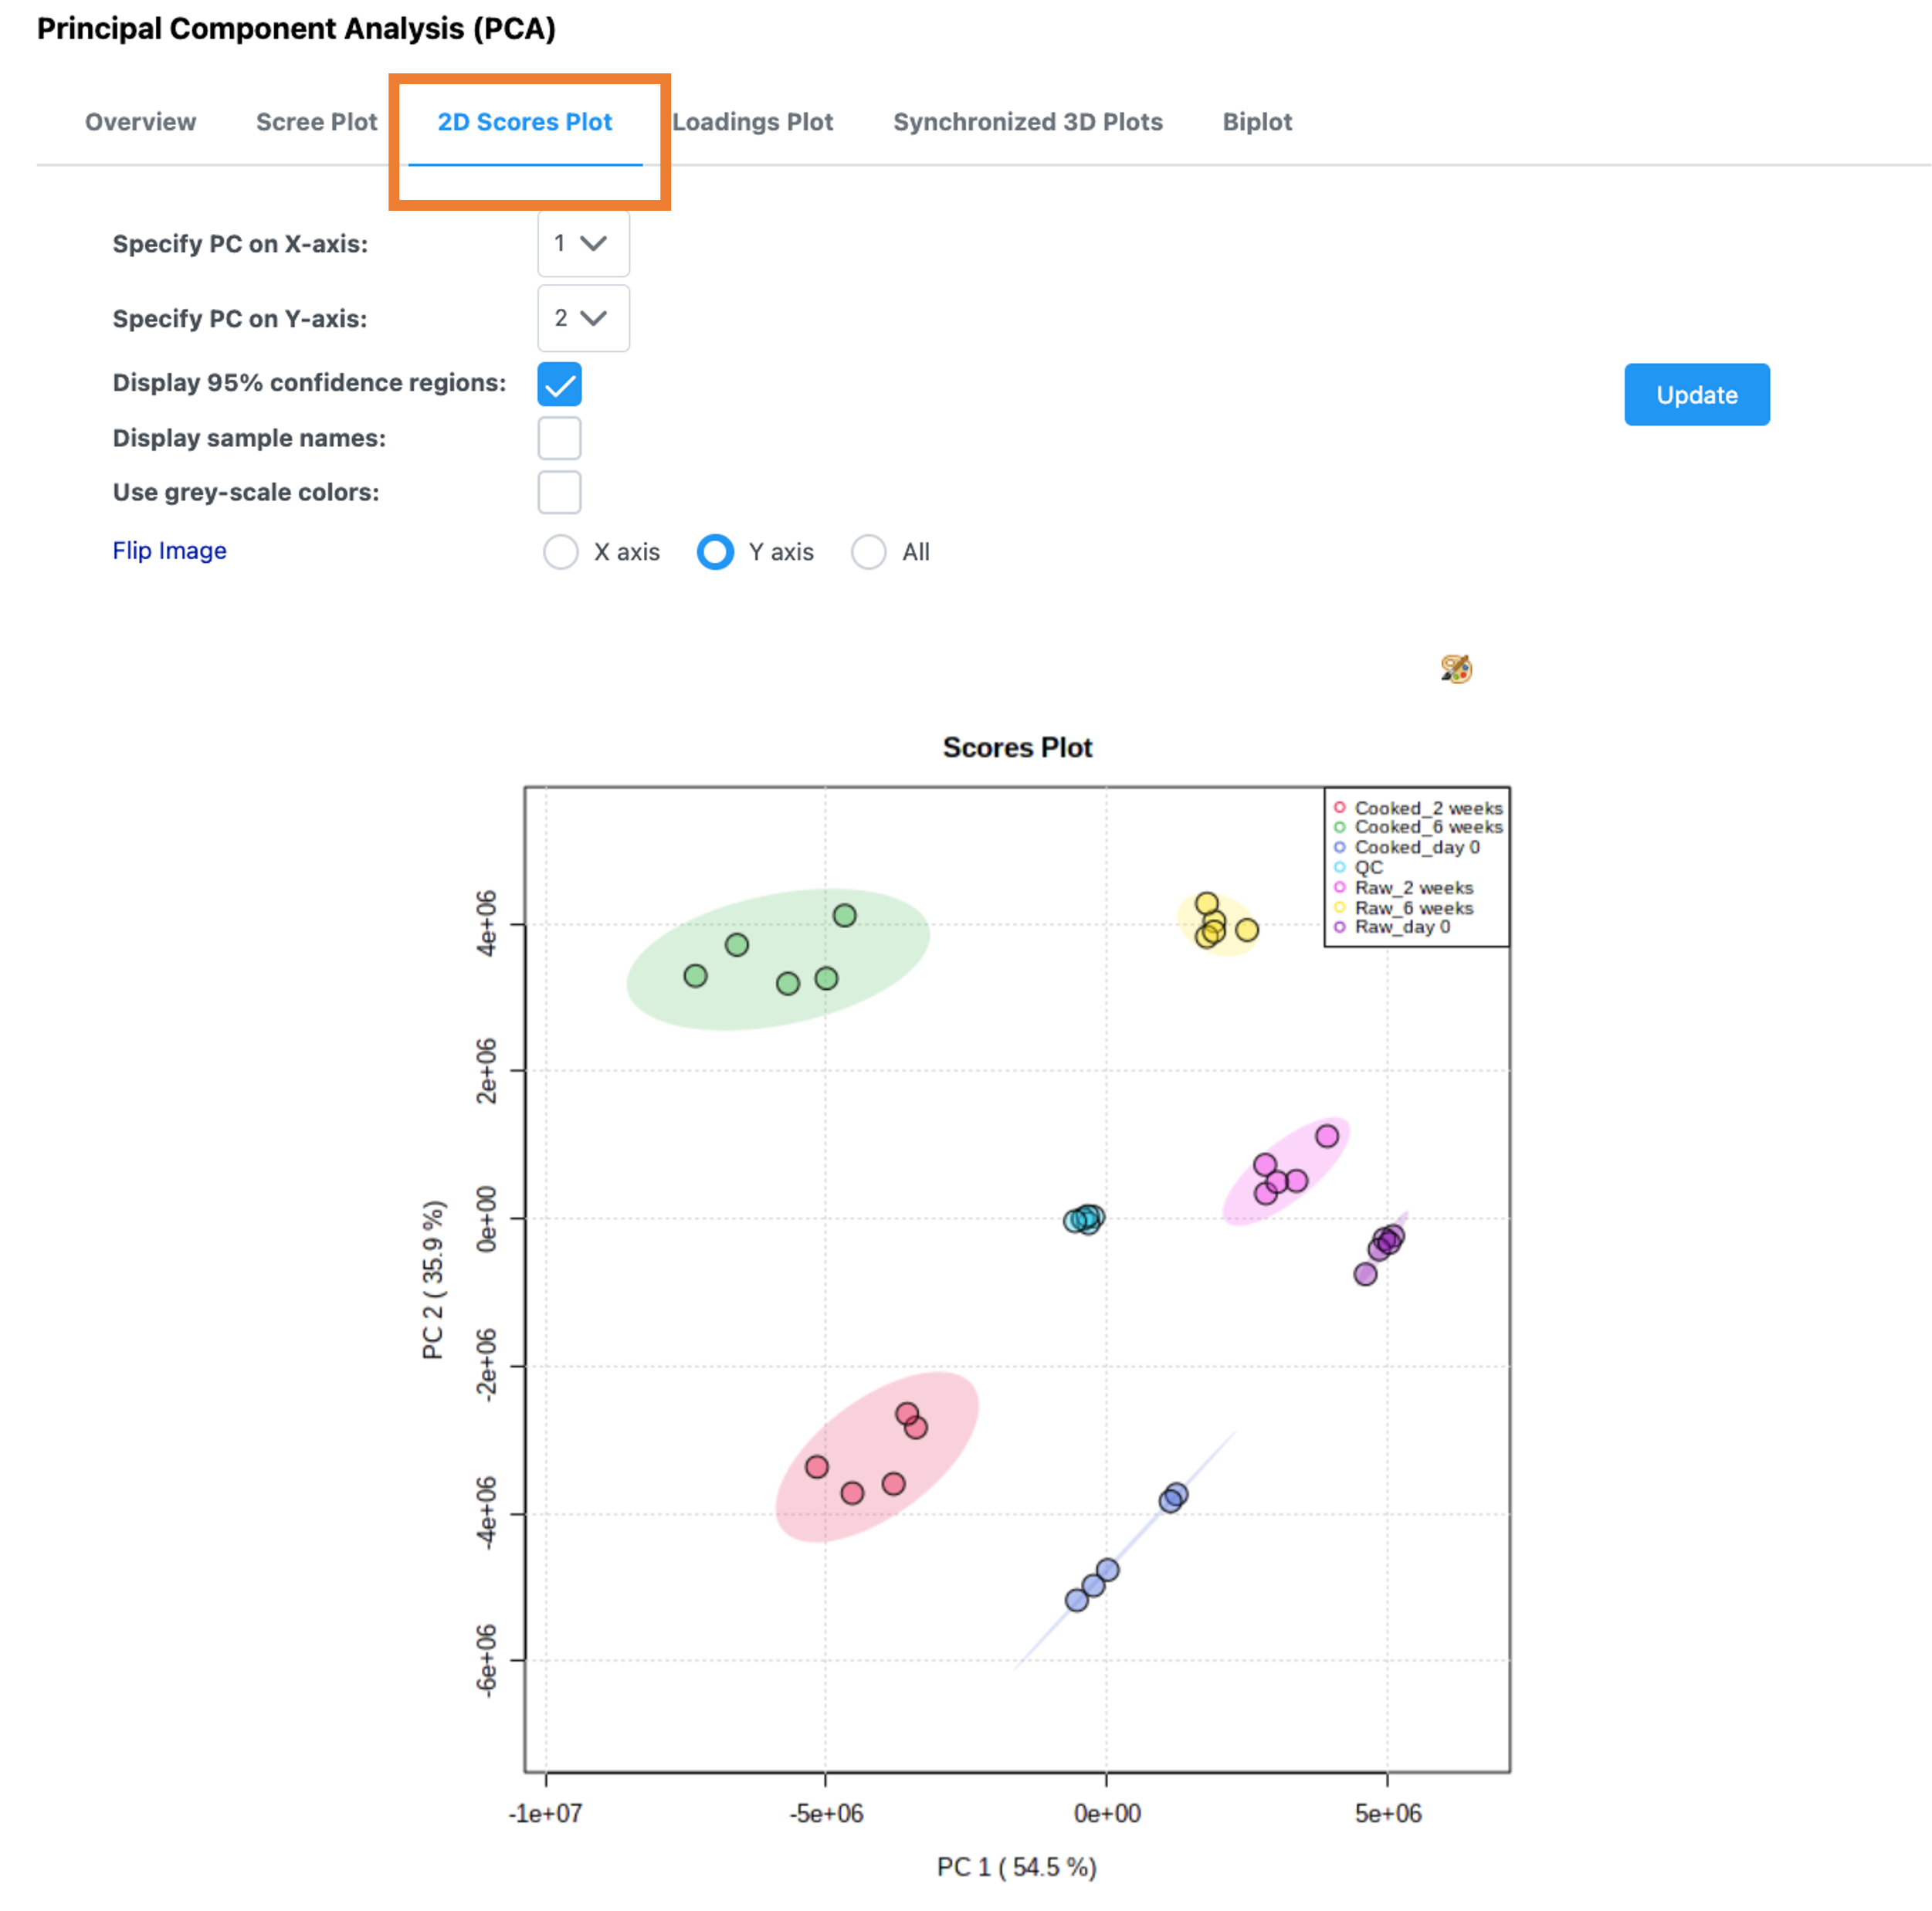 Principal Component Analysis (PCA)
Overview Scree Plot 2D Scores Plot Loadings Plot Synchronized 3D Plots Biplot
Specify PC on X-axis: 1
Specify PC on Y-axis: 2
Display 95% confidence regions:
Update
Display sample names:
Use grey-scale colors:
Flip Image X axis Y axis All
Scores Plot
Cooked_2 weeks
Cooked_6 weeks
Cooked_day 0
QC
Raw_2 weeks
Raw_6 weeks
Raw_day 0
4e+06
2e+06
0e+00
-2e+06
-4e+06
-6e+06
PC 2 ( 35.9 %)
-1e+07 -5e+06 0e+00 5e+06
PC 1 ( 54.5 %)